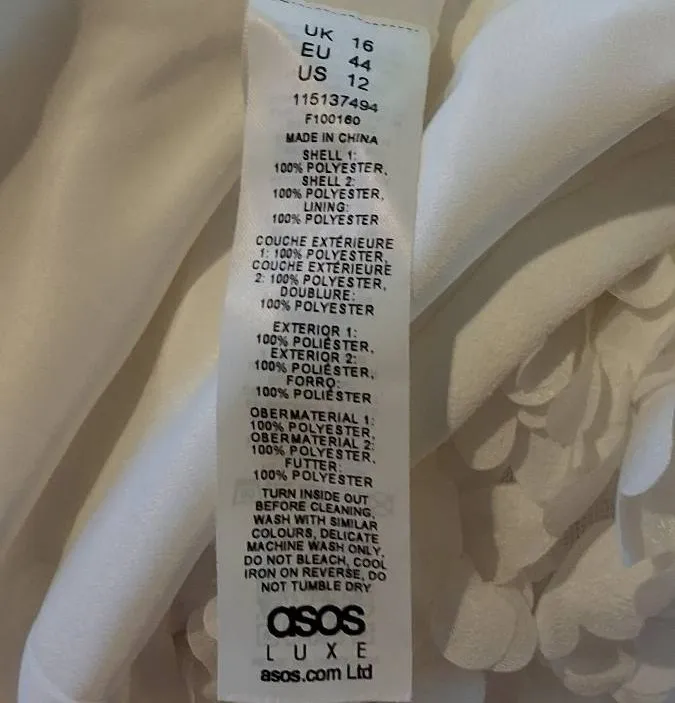 UK 16
EU 44
US 12
115137494
F100160
MADE IN CHINA
SHELL 1:
100% POLYESTER,
SHELL 2:
100% POLYESTER,
LINING:
100% POLYESTER
COUCHE EXTÉRIEURE
1: 100% POLYESTER,
COUCHE EXTÉRIEURE
2: 100% POLYESTER,
DOUBLURE:
100% POLYESTER
EXTERIOR 1:
100% POLIÉSTER,
EXTERIOR 2:
100% POLIÉSTER,
FORRO:
100% POLIÉSTER
OBERMATERIAL 1:
100% POLYESTER,
OBERMATERIAL 2:
100% POLYESTER,
FUTTER:
100% POLYESTER
TURN INSIDE OUT
BEFORE CLEANING,
WASH WITH SIMILAR
COLOURS, DELICATE
MACHINE WASH ONLY,
DO NOT BLEACH, COOL
IRON ON REVERSE, DO
NOT TUMBLE DRY
asos
LUXE
asos.com Ltd